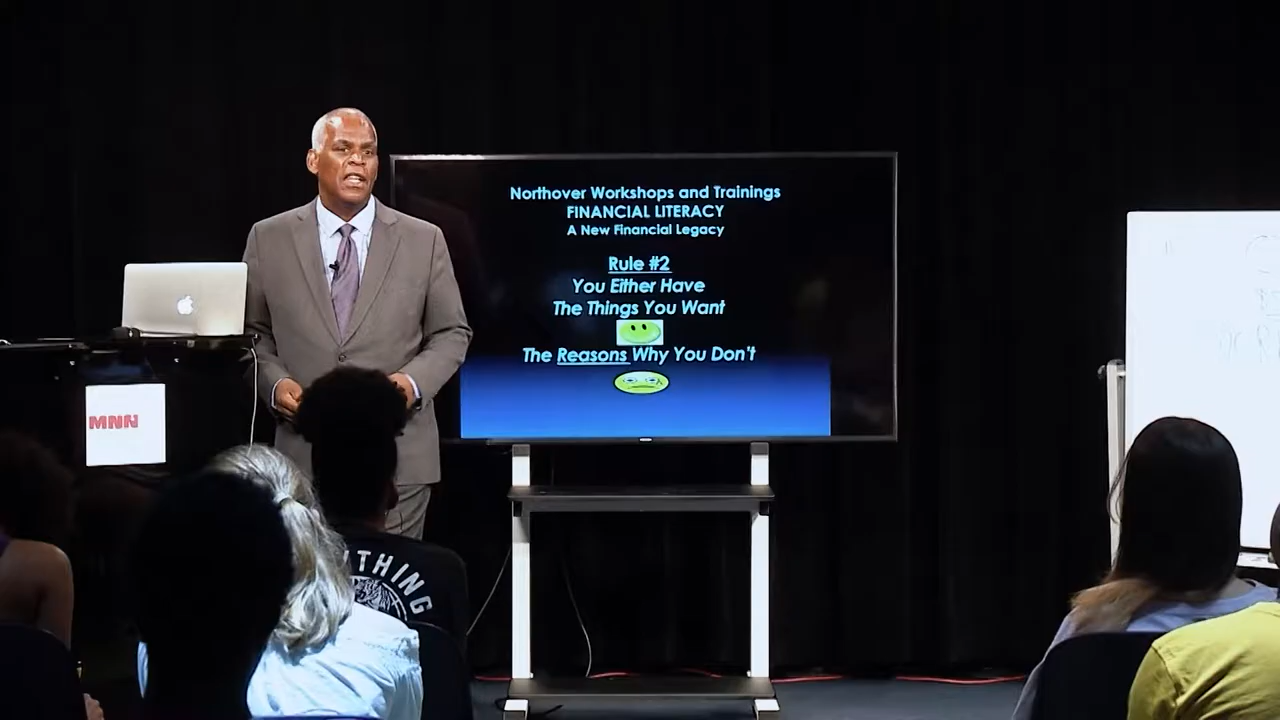 Northover Workshops and Trainings
FINANCIAL LITERACY
A New Financial Legacy
Rule #2
You Either Have
The Things You Want
The Reasons Why You Don't
MNN
THING